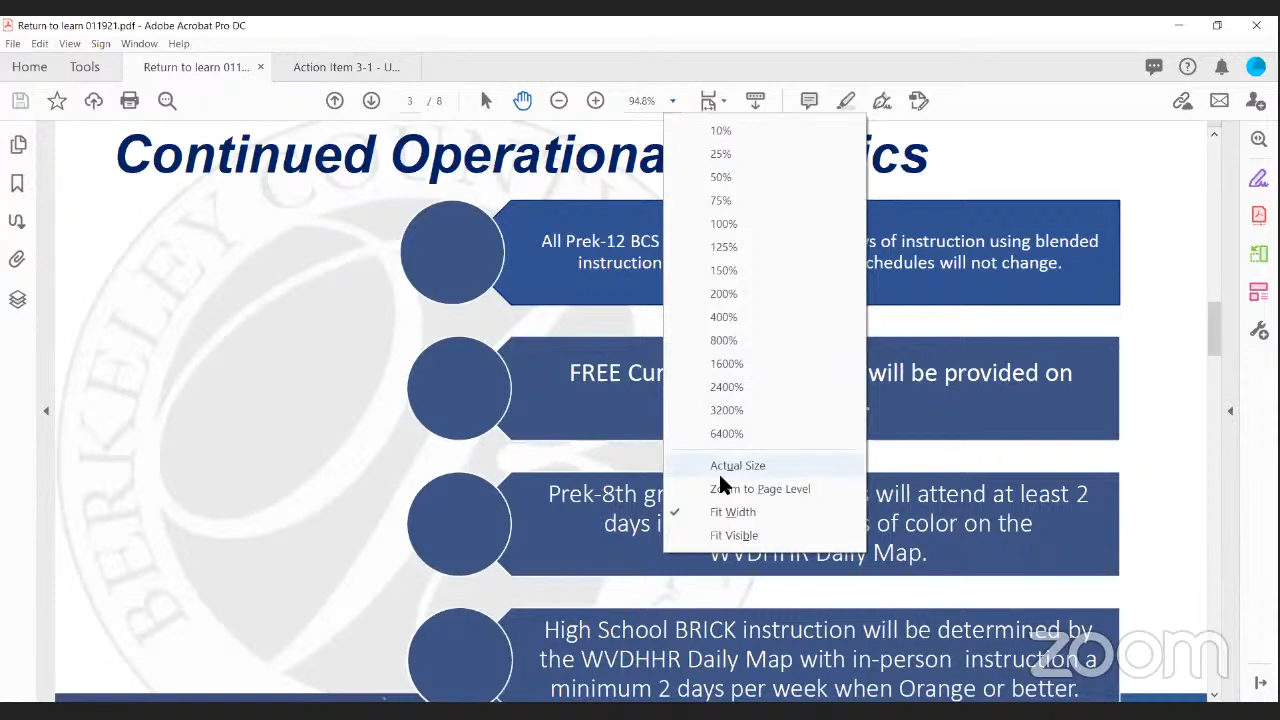 Return to learn 011921.pdf - Adobe Acrobat Pro DC
File Edit View Sign Window Help
Home Tools Return to learn 011... × Action Item 3-1 - U...
3 / 8 94.8%
Continued Operationa ics
10%
25%
50%
75%
100%
125%
150%
200%
400%
800%
1600%
2400%
3200%
6400%
Actual Size
Zoom to Page Level
Fit Width
Fit Visible
All Prek-12 BCS s of instruction using blended
instruction chedules will not change.
FREE Cur will be provided on
.
Prek-8th gr s will attend at least 2
days i s of color on the
WVDHHR Daily Map.
High School BRICK instruction will be determined by
the WVDHHR Daily Map with in-person instruction a
minimum 2 days per week when Orange or better.
BERKELEY COUNT
zoom